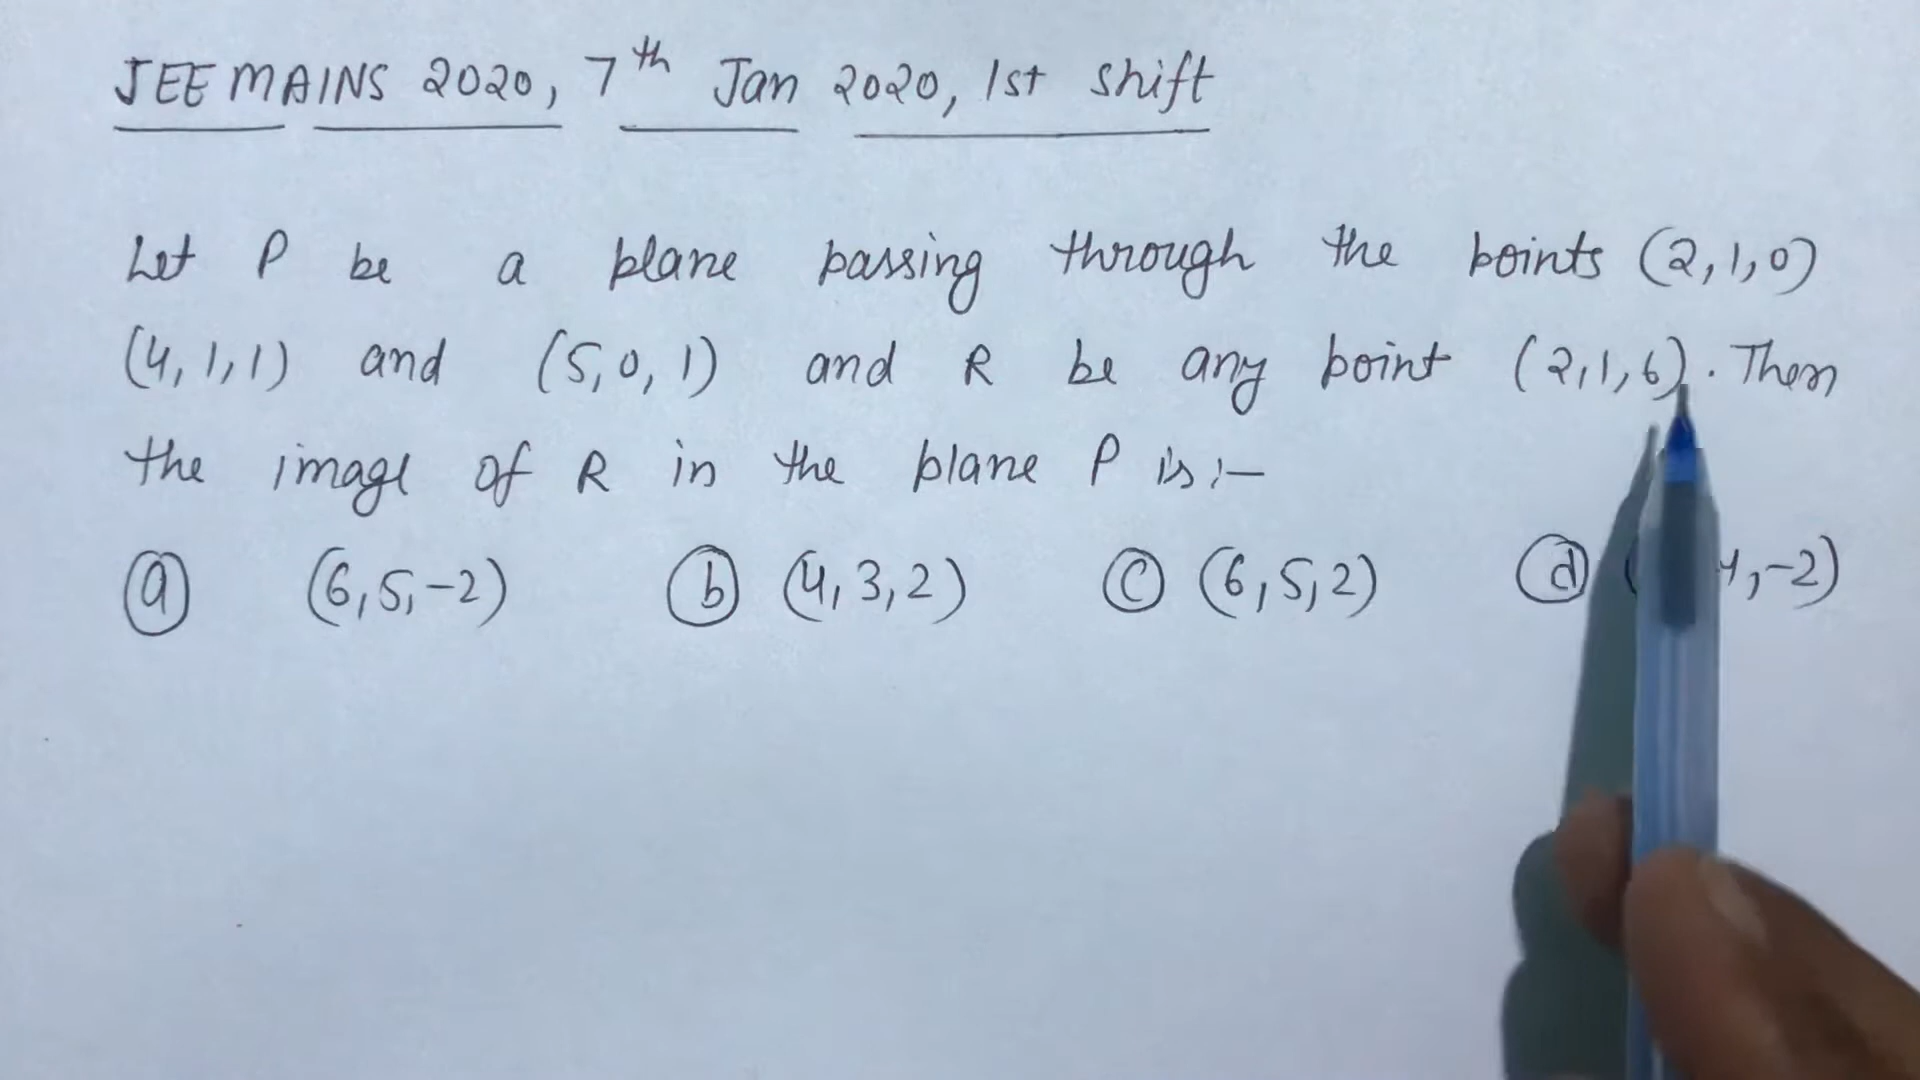 JEE MAINS 2020, 7th Jan 2020, 1st shift
Let P be a plane passing through the points (2,1,0)
(4,1,1) and (5,0,1) and R be any point (2,1,6). Then
the image of R in the plane P is :-
(a) (6,5,-2) (b) (4,3,2) (c) (6,5,2) (d) ( ,-2)